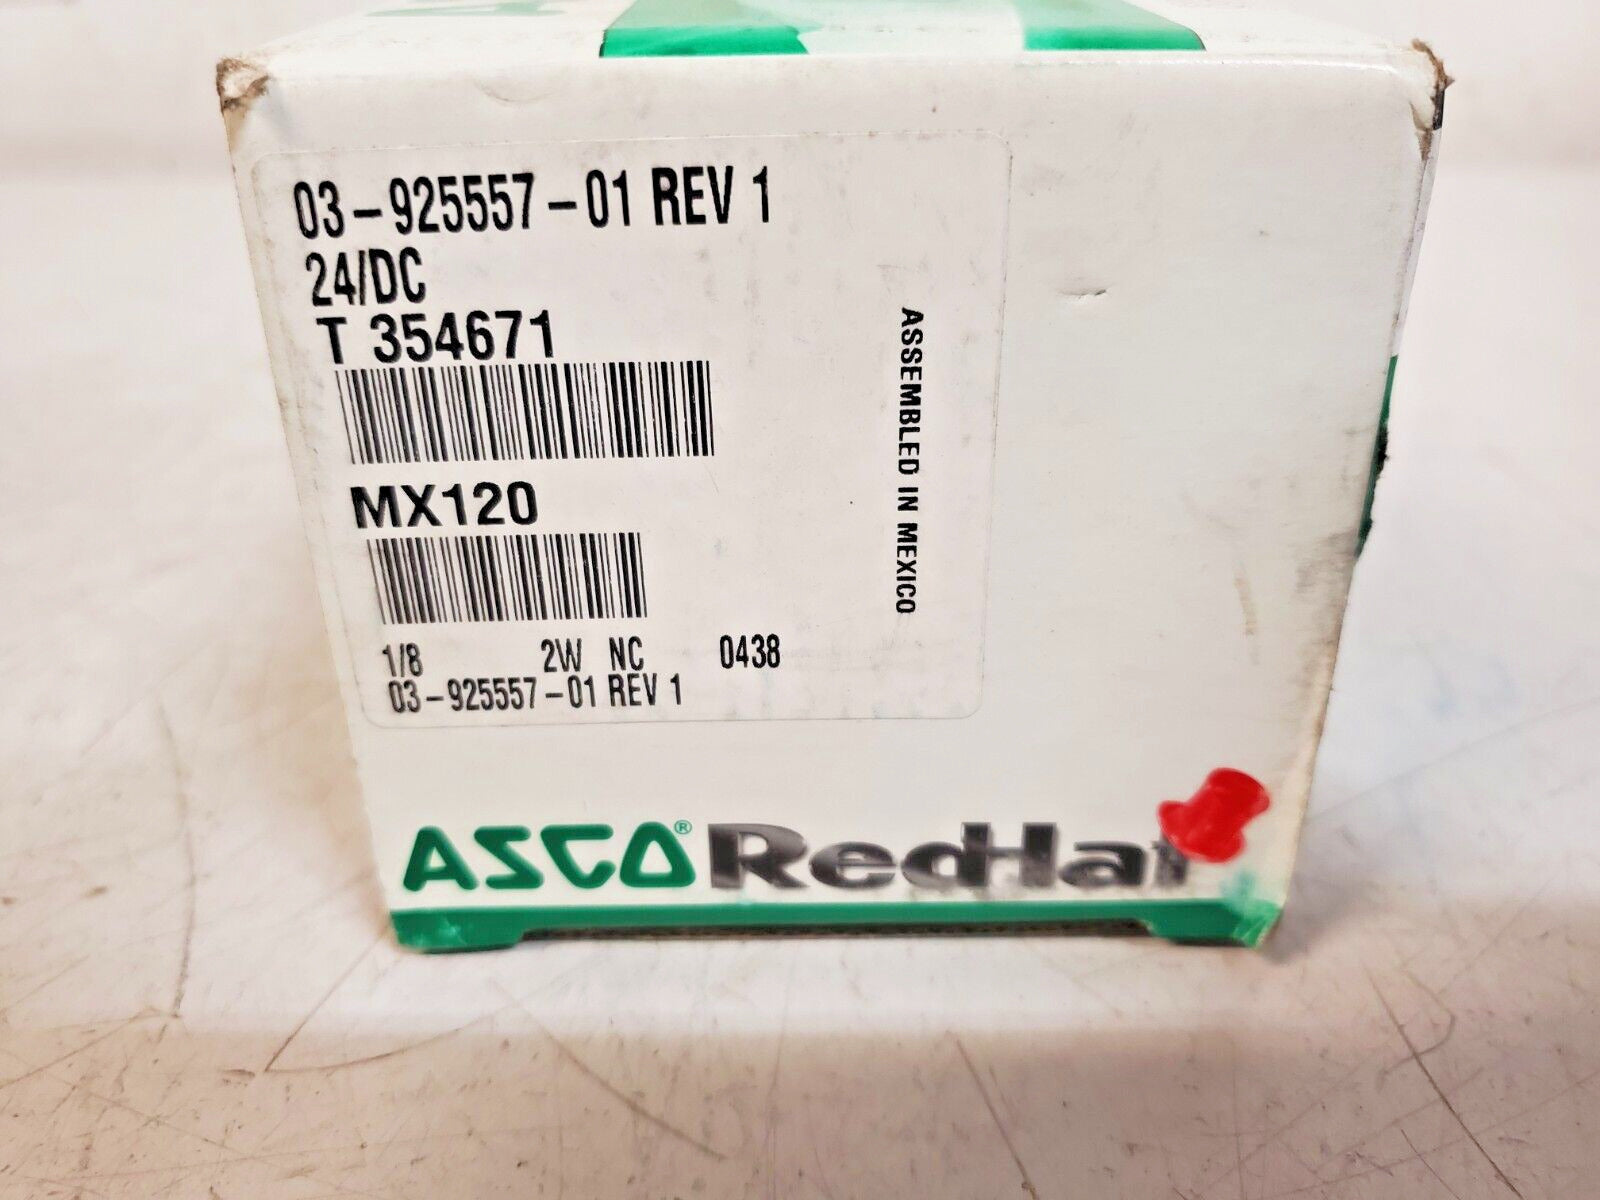 03-925557-01 REV 1
24/DC
T 354671
MX120
1/8 2W NC 0438
03-925557-01 REV 1
ASSEMBLED IN MEXICO
ASCO® RedHat